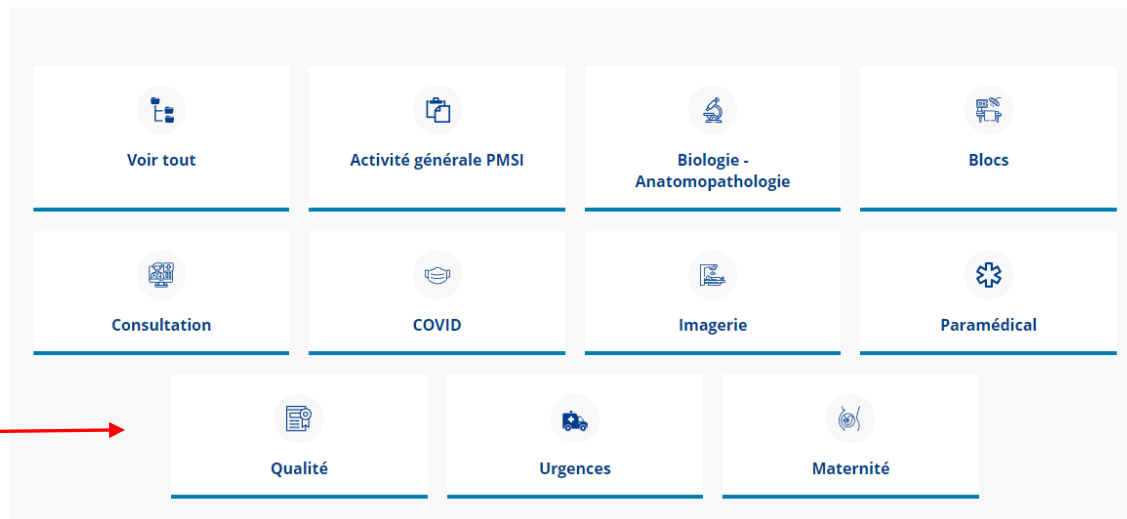 Voir tout
Activité générale PMSI
Biologie -
Anatomopathologie
Blocs
Consultation
COVID
Imagerie
Paramédical
Qualité
Urgences
Maternité